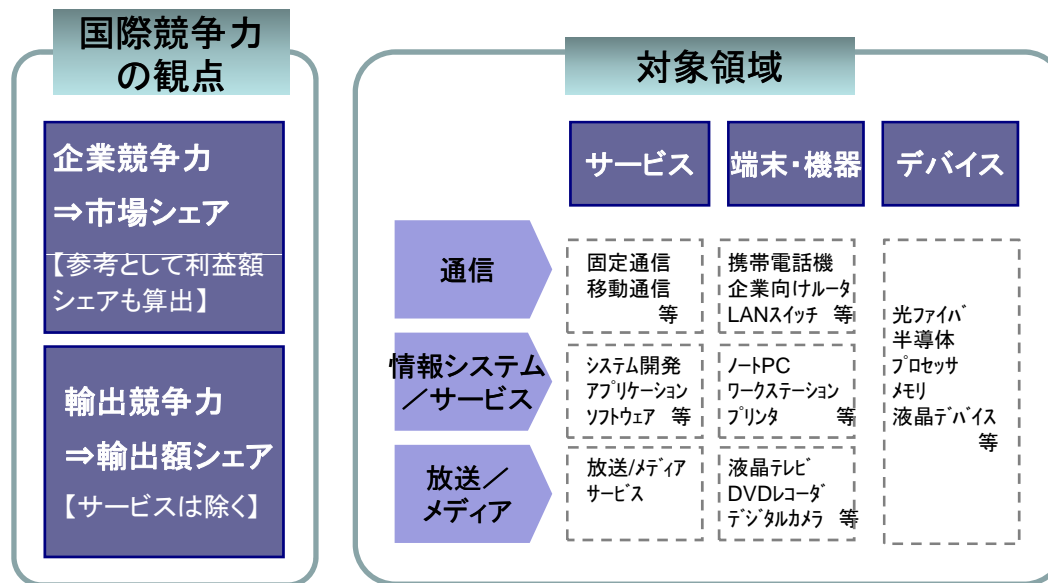 国際競争力
の観点
企業競争力
⇒市場シェア
【参考として利益額
シェアも算出】
輸出競争力
⇒輸出額シェア
【サービスは除く】
対象領域
サービス
端末・機器
デバイス
通信
固定通信
移動通信
等
携帯電話機
企業向けルータ
LANスイッチ 等
情報システム
／サービス
システム開発
アプリケーション
ソフトウェア 等
ノートPC
ワークステーション
プリンタ 等
放送／
メディア
放送/メディア
サービス
液晶テレビ
DVDレコーダ
デジタルカメラ 等
光ファイバ
半導体
プロセッサ
メモリ
液晶デバイス
等